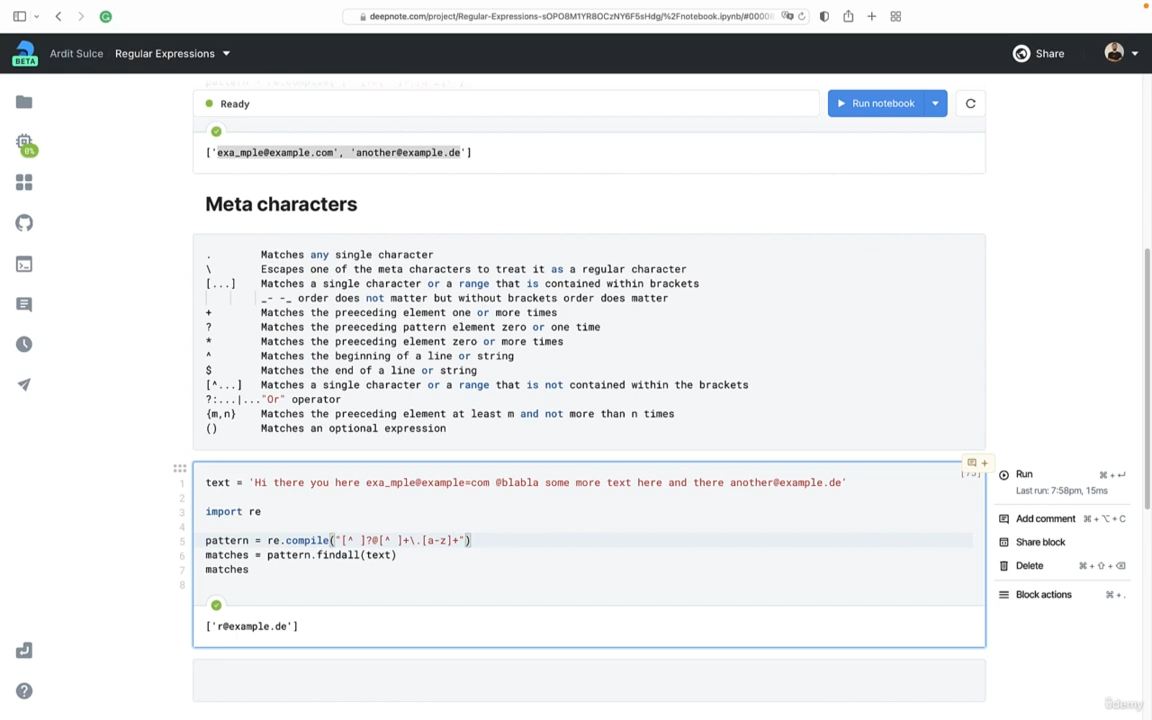 deepnote.com/project/Regular-Expressions-sOPO8M1YR8OCzNY6F5sHdg/%2Fnotebook.ipynb/#0000
BETA
Ardit Sulce
Regular Expressions
Share
Ready
Run notebook
0%
['exa_mple@example.com', 'another@example.de']
Meta characters
. Matches any single character
\ Escapes one of the meta characters to treat it as a regular character
[...] Matches a single character or a range that is contained within brackets
_- -_ order does not matter but without brackets order does matter
+ Matches the preeceding element one or more times
? Matches the preeceding pattern element zero or one time
* Matches the preeceding element zero or more times
^ Matches the beginning of a line or string
$ Matches the end of a line or string
[^...] Matches a single character or a range that is not contained within the brackets
?:...|..."Or" operator
{m,n} Matches the preeceding element at least m and not more than n times
() Matches an optional expression
1 text = 'Hi there you here exa_mple@example=com @blabla some more text here and there another@example.de'
2
3 import re
4
5 pattern = re.compile("[^ ]?@[^ ]+\.[a-z]+")
6 matches = pattern.findall(text)
7 matches
8
['r@example.de']
Run ⌘+↵
Last run: 7:58pm, 15ms
Add comment ⌘+⌥+C
Share block
Delete ⌘+⇧+⌫
Block actions ⌘+.
ûdemy